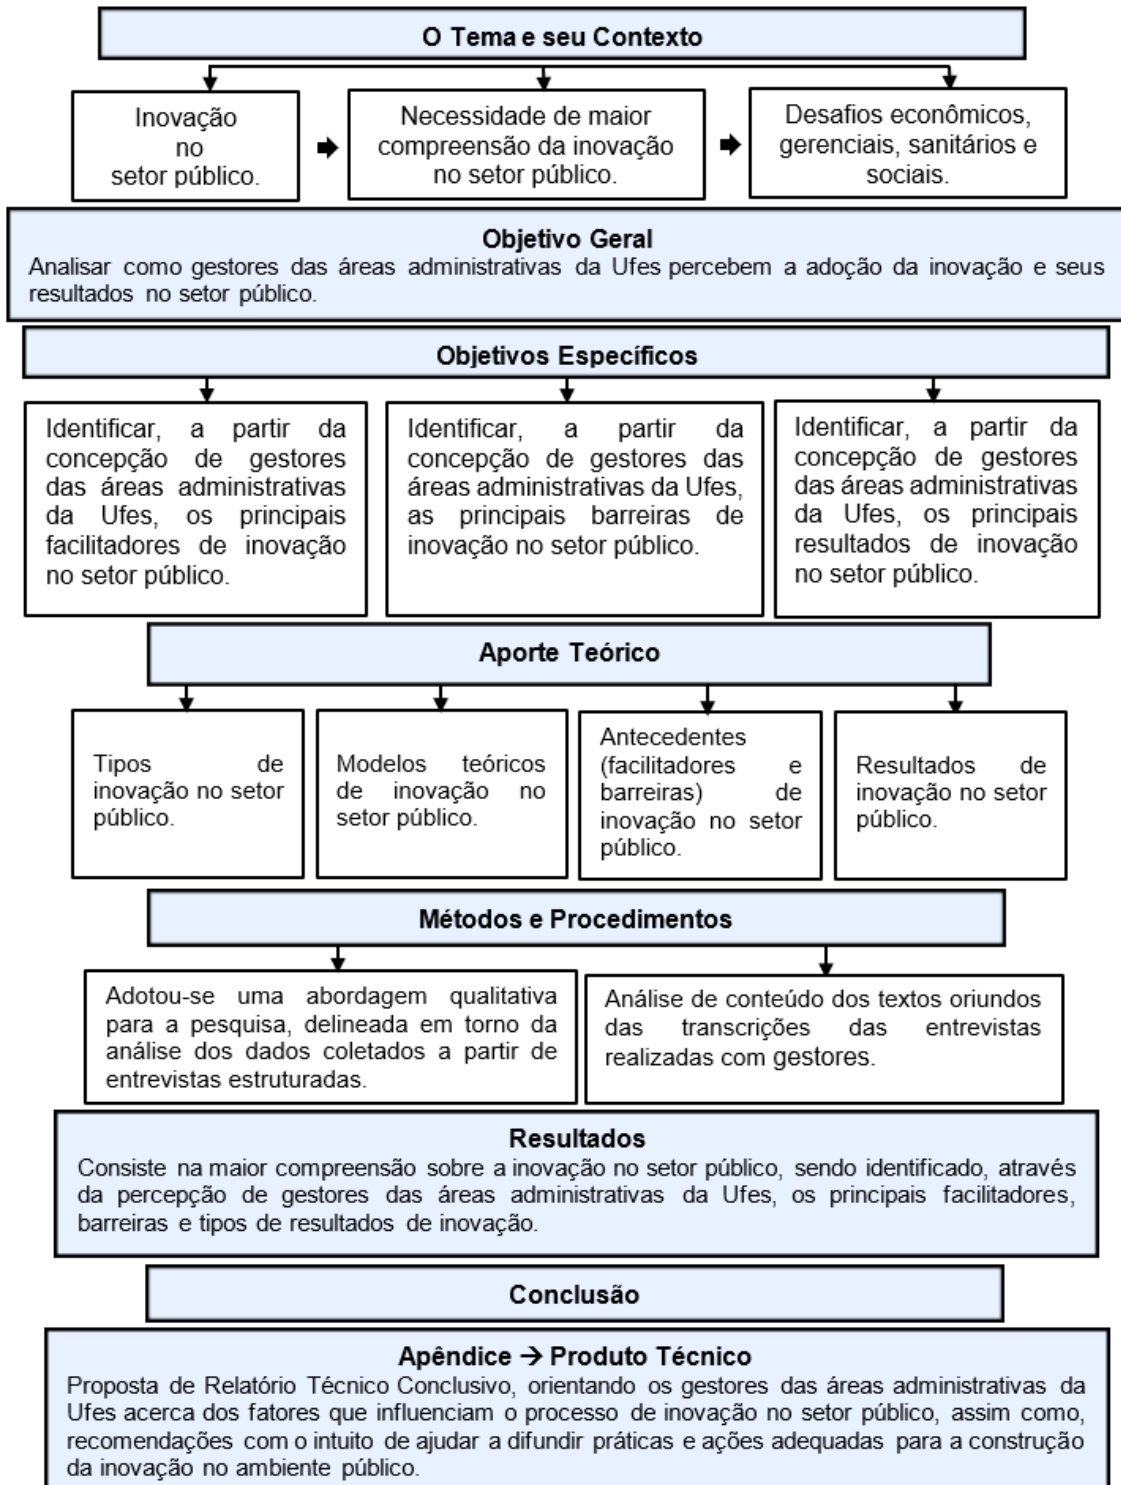 O Tema e seu Contexto
Inovação
no
setor público.
Necessidade de maior
compreensão da inovação
no setor público.
Desafios econômicos,
gerenciais, sanitários e
sociais.
Objetivo Geral
Analisar como gestores das áreas administrativas da Ufes percebem a adoção da inovação e seus
resultados no setor público.
Objetivos Específicos
Identificar, a partir da
concepção de gestores
das áreas administrativas
da Ufes, os principais
facilitadores de inovação
no setor público.
Identificar, a partir da
concepção de gestores das
áreas administrativas da Ufes,
as principais barreiras de
inovação no setor público.
Identificar, a partir da
concepção de gestores
das áreas administrativas
da Ufes, os principais
resultados de inovação
no setor público.
Aporte Teórico
Tipos de
inovação no setor
público.
Modelos teóricos
de inovação no
setor público.
Antecedentes
(facilitadores e
barreiras) de
inovação no setor
público.
Resultados de
inovação no setor
público.
Métodos e Procedimentos
Adotou-se uma abordagem qualitativa
para a pesquisa, delineada em torno da
análise dos dados coletados a partir de
entrevistas estruturadas.
Análise de conteúdo dos textos oriundos
das transcrições das entrevistas
realizadas com gestores.
Resultados
Consiste na maior compreensão sobre a inovação no setor público, sendo identificado, através
da percepção de gestores das áreas administrativas da Ufes, os principais facilitadores,
barreiras e tipos de resultados de inovação.
Conclusão
Apêndice → Produto Técnico
Proposta de Relatório Técnico Conclusivo, orientando os gestores das áreas administrativas da
Ufes acerca dos fatores que influenciam o processo de inovação no setor público, assim como,
recomendações com o intuito de ajudar a difundir práticas e ações adequadas para a construção
da inovação no ambiente público.